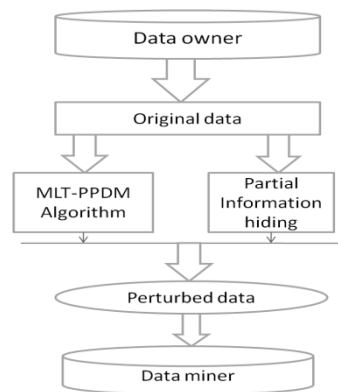 Data owner
Original data
MLT-PPDM
Algorithm
Partial
Information
hiding
Perturbed data
Data miner